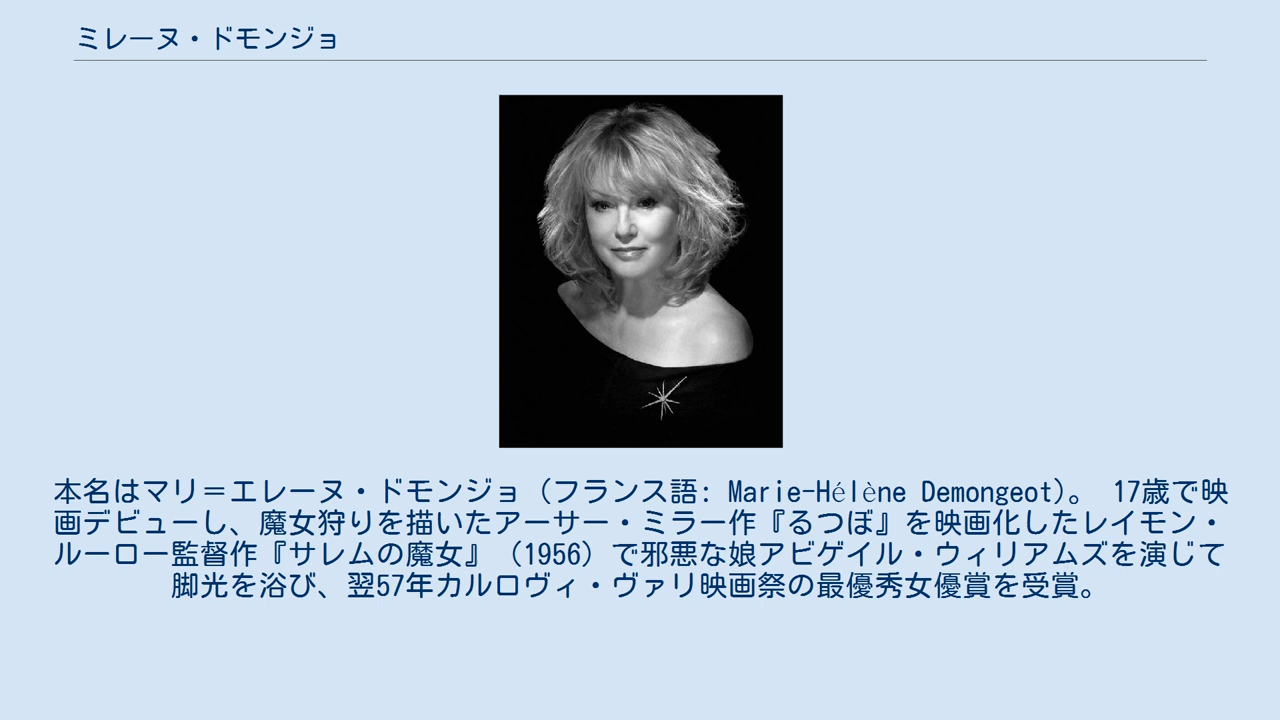 ミレーヌ・ドモンジョ
本名はマリ＝エレーヌ・ドモンジョ（フランス語: Marie-Hélène Demongeot)。 17歳で映
画デビューし、魔女狩りを描いたアーサー・ミラー作『るつぼ』を映画化したレイモン・
ルーロー監督作『サレムの魔女』（1956）で邪悪な娘アビゲイル・ウィリアムズを演じて
脚光を浴び、翌57年カルロヴィ・ヴァリ映画祭の最優秀女優賞を受賞。